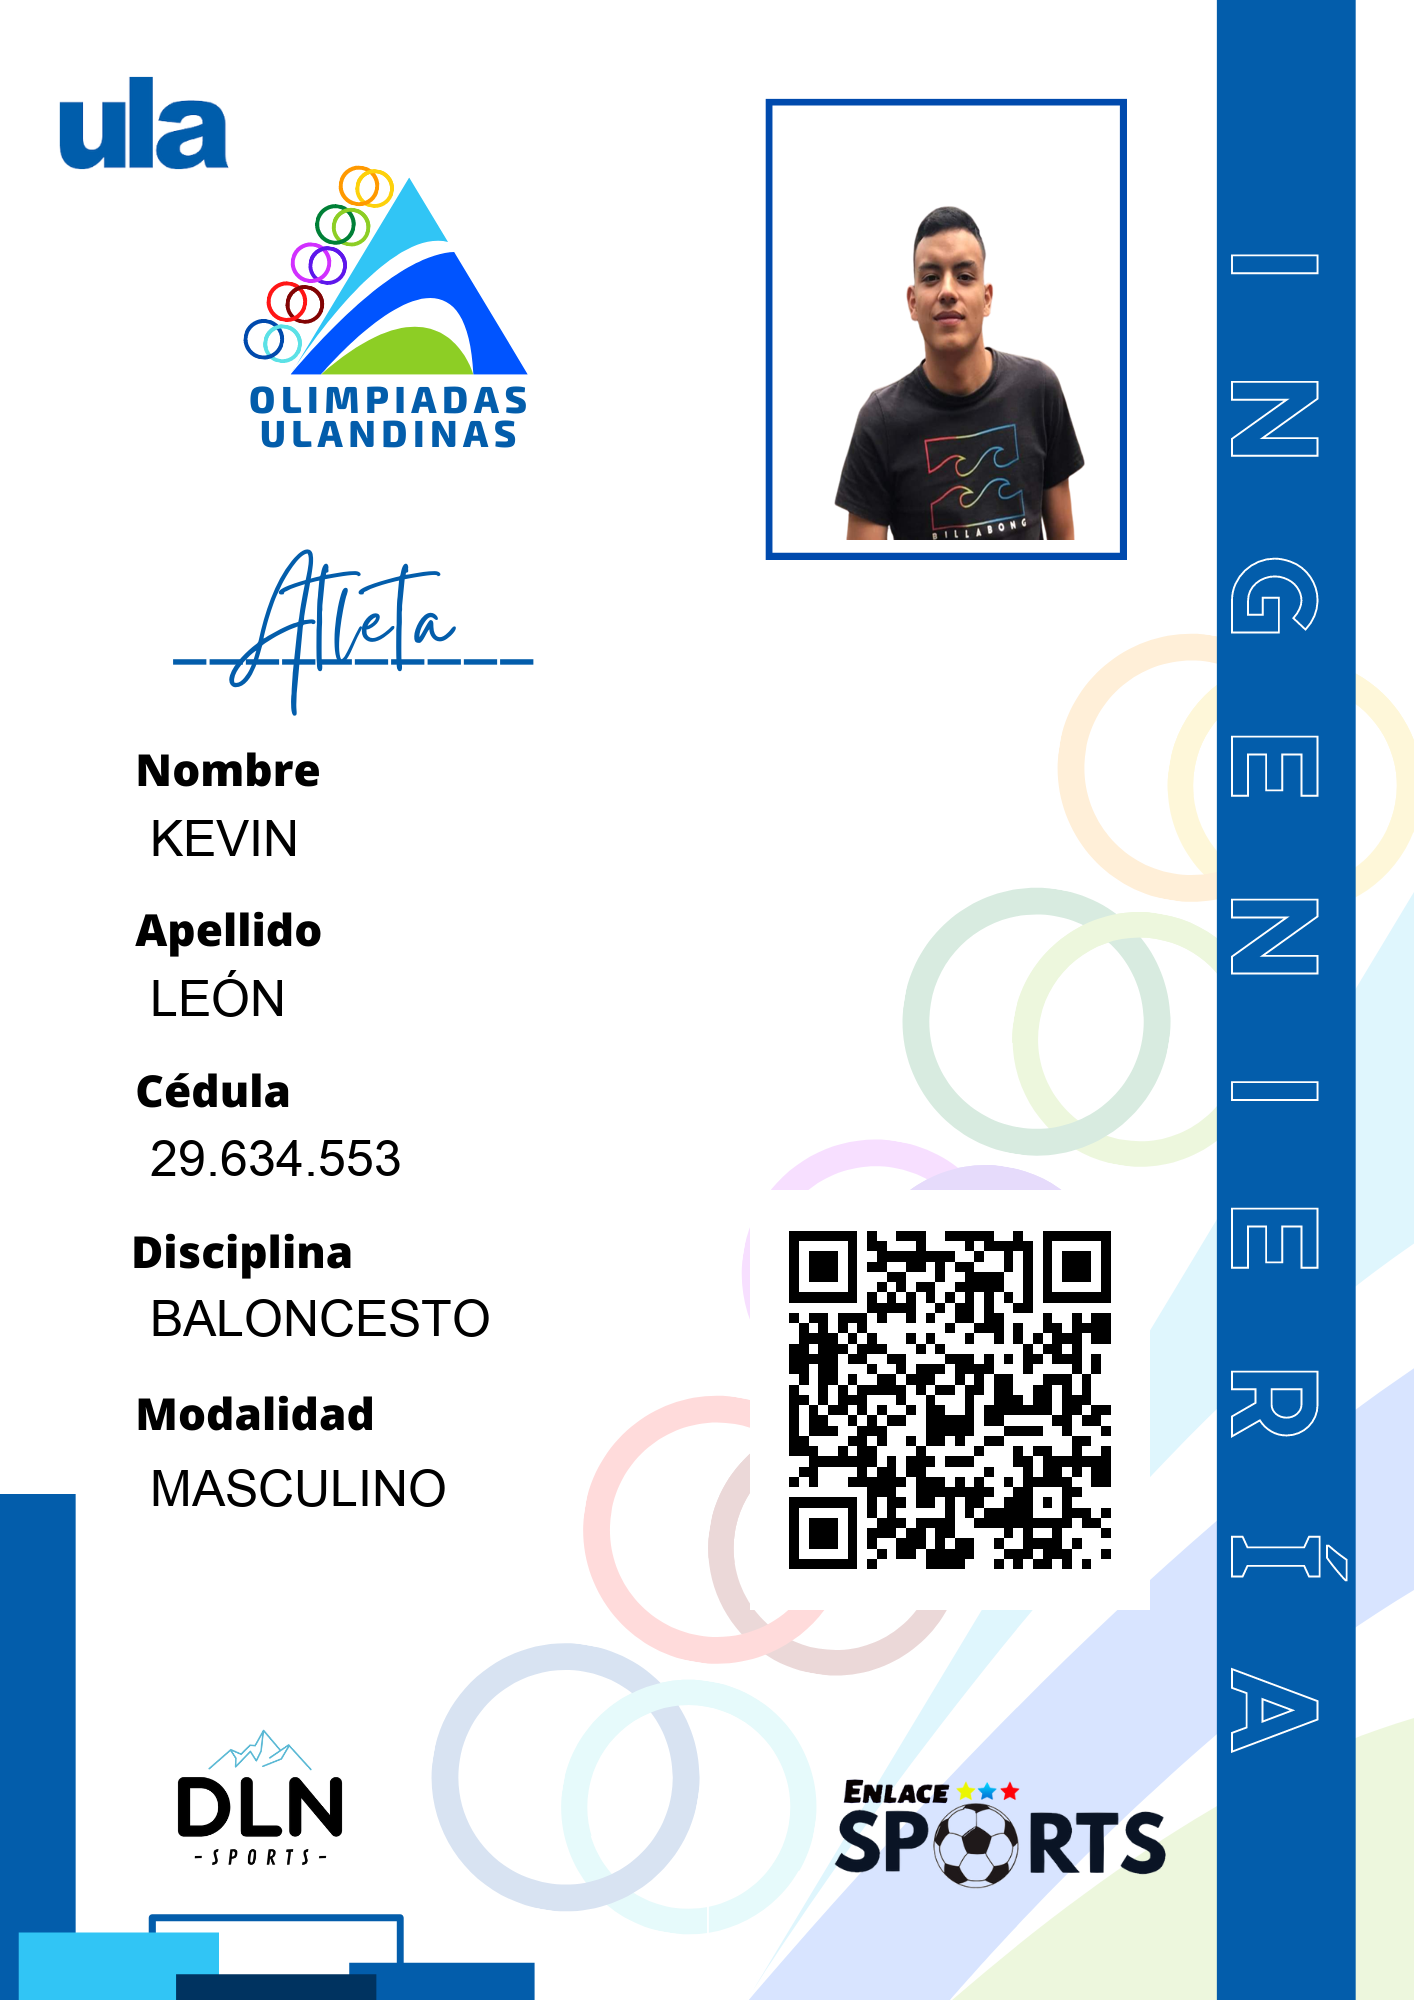 ula
OLIMPIADAS
ULANDINAS
BILLABONG
Atleta
Nombre
KEVIN
Apellido
LEÓN
Cédula
29.634.553
Disciplina
BALONCESTO
Modalidad
MASCULINO
INGENIERÍA
DLN
-SPORTS-
ENLACE
SPORTS